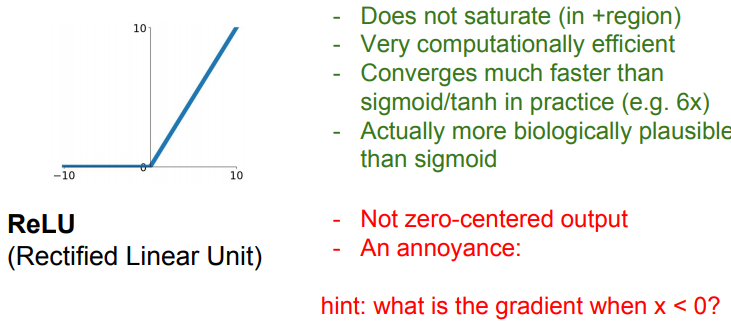 10
0
-10
10
ReLU
(Rectified Linear Unit)
- Does not saturate (in +region)
- Very computationally efficient
- Converges much faster than
sigmoid/tanh in practice (e.g. 6x)
- Actually more biologically plausible
than sigmoid
- Not zero-centered output
- An annoyance:
hint: what is the gradient when x < 0?